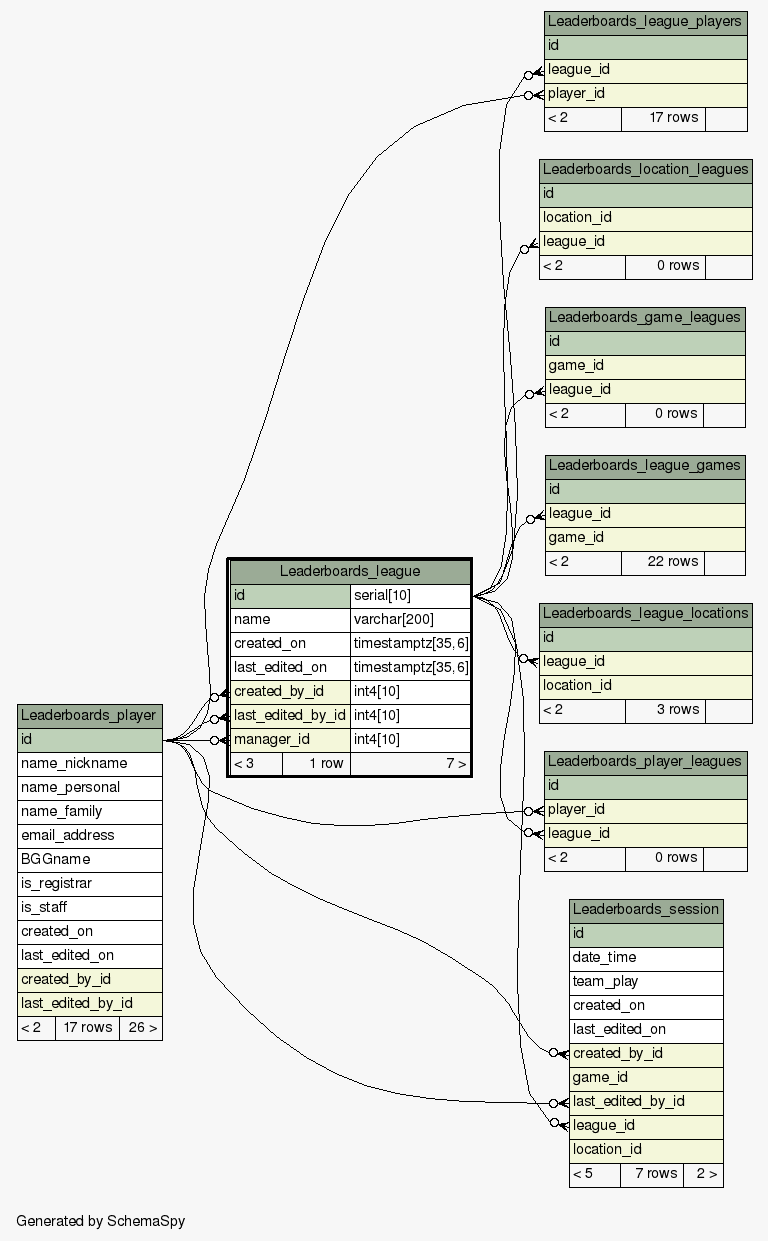 Leaderboards_league_players
id
league_id
player_id
< 2 17 rows
Leaderboards_location_leagues
id
location_id
league_id
< 2 0 rows
Leaderboards_game_leagues
id
game_id
league_id
< 2 0 rows
Leaderboards_league_games
id
league_id
game_id
< 2 22 rows
Leaderboards_league
id serial[10]
name varchar[200]
created_on timestamptz[35,6]
last_edited_on timestamptz[35,6]
created_by_id int4[10]
last_edited_by_id int4[10]
manager_id int4[10]
< 3 1 row 7 >
Leaderboards_league_locations
id
league_id
location_id
< 2 3 rows
Leaderboards_player
id
name_nickname
name_personal
name_family
email_address
BGGname
is_registrar
is_staff
created_on
last_edited_on
created_by_id
last_edited_by_id
< 2 17 rows 26 >
Leaderboards_player_leagues
id
player_id
league_id
< 2 0 rows
Leaderboards_session
id
date_time
team_play
created_on
last_edited_on
created_by_id
game_id
last_edited_by_id
league_id
location_id
< 5 7 rows 2 >
Generated by SchemaSpy